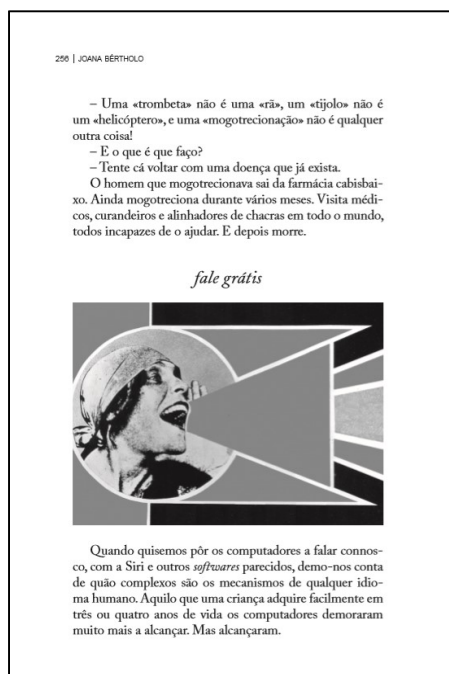 256 | JOANA BÉRTHOLO
– Uma «trombeta» não é uma «rã», um «tijolo» não é
um «helicóptero», e uma «mogotrecionação» não é qualquer
outra coisa!
– E o que é que faço?
– Tente cá voltar com uma doença que já exista.
O homem que mogotrecionava sai da farmácia cabisbai-
xo. Ainda mogotreciona durante vários meses. Visita médi-
cos, curandeiros e alinhadores de chacras em todo o mundo,
todos incapazes de o ajudar. E depois morre.
fale grátis
Quando quisemos pôr os computadores a falar connos-
co, com a Siri e outros softwares parecidos, demo-nos conta
de quão complexos são os mecanismos de qualquer idio-
ma humano. Aquilo que uma criança adquire facilmente em
três ou quatro anos de vida os computadores demoraram
muito mais a alcançar. Mas alcançaram.